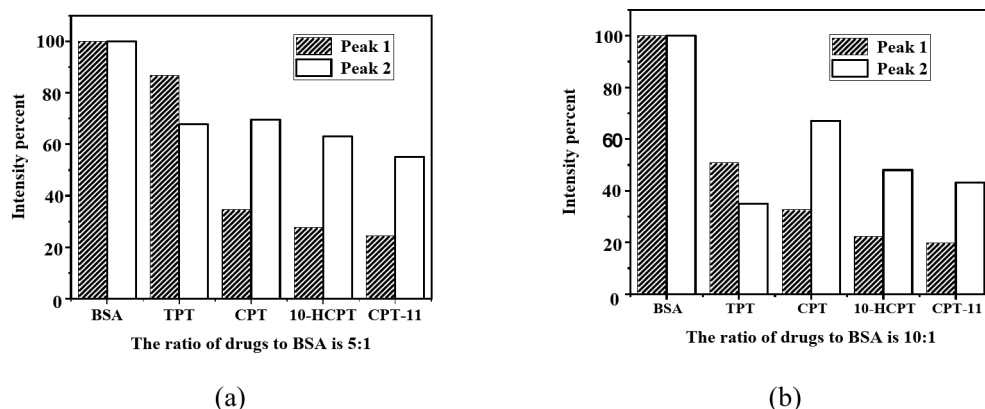 Intensity percent
100
80
60
40
20
0
Peak 1
Peak 2
BSA TPT CPT 10-HCPT CPT-11
The ratio of drugs to BSA is 5:1
(a)
Intensity percent
100
80
60
40
20
0
Peak 1
Peak 2
BSA TPT CPT 10-HCPT CPT-11
The ratio of drugs to BSA is 10:1
(b)